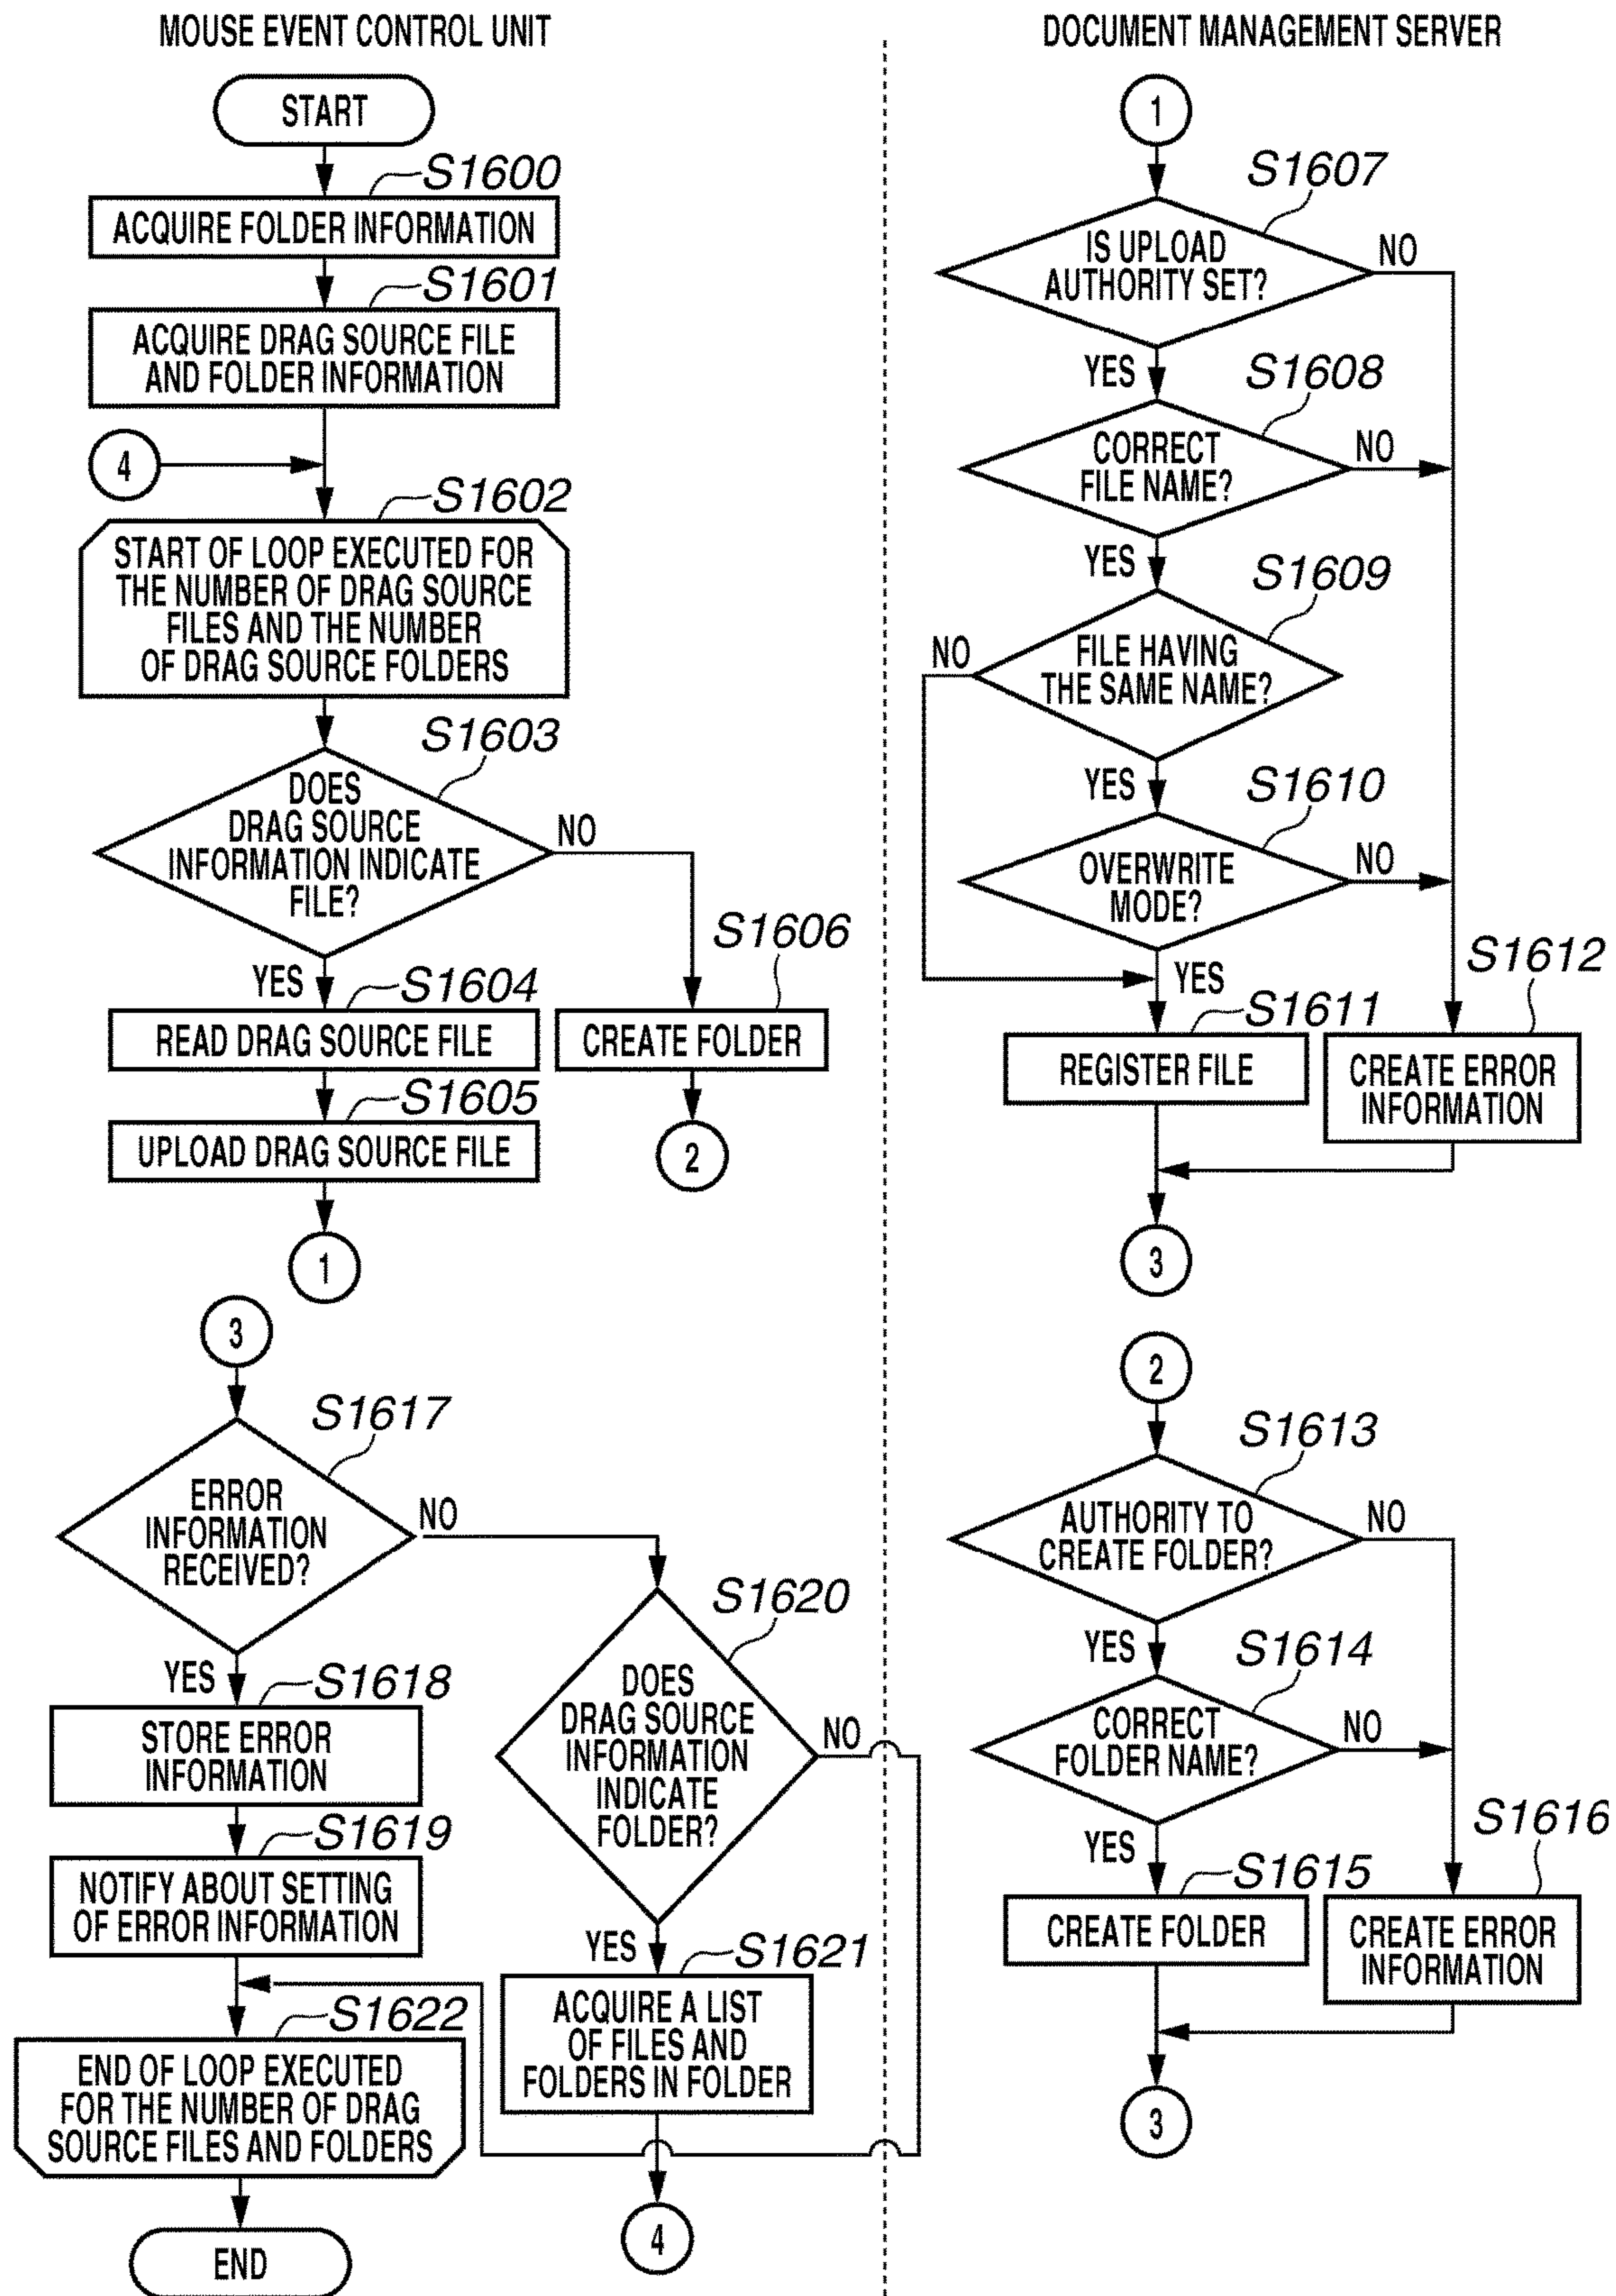 MOUSE EVENT CONTROL UNIT
START
S1600
ACQUIRE FOLDER INFORMATION
S1601
ACQUIRE DRAG SOURCE FILE
AND FOLDER INFORMATION
4
S1602
START OF LOOP EXECUTED FOR
THE NUMBER OF DRAG SOURCE
FILES AND THE NUMBER
OF DRAG SOURCE FOLDERS
S1603
DOES
DRAG SOURCE
INFORMATION INDICATE
FILE?
NO
YES
S1604
READ DRAG SOURCE FILE
S1605
UPLOAD DRAG SOURCE FILE
1
S1606
CREATE FOLDER
2
3
S1617
ERROR
INFORMATION
RECEIVED?
NO
YES
S1618
STORE ERROR
INFORMATION
S1619
NOTIFY ABOUT SETTING
OF ERROR INFORMATION
S1620
DOES
DRAG SOURCE
INFORMATION
INDICATE
FOLDER?
NO
YES
S1621
ACQUIRE A LIST
OF FILES AND
FOLDERS IN FOLDER
4
S1622
END OF LOOP EXECUTED
FOR THE NUMBER OF DRAG
SOURCE FILES AND FOLDERS
END
DOCUMENT MANAGEMENT SERVER
1
S1607
IS UPLOAD
AUTHORITY SET?
NO
YES
S1608
CORRECT
FILE NAME?
NO
YES
S1609
FILE HAVING
THE SAME NAME?
NO
YES
S1610
OVERWRITE
MODE?
NO
YES
S1611
REGISTER FILE
S1612
CREATE ERROR
INFORMATION
3
2
S1613
AUTHORITY TO
CREATE FOLDER?
NO
YES
S1614
CORRECT
FOLDER NAME?
NO
YES
S1615
CREATE FOLDER
S1616
CREATE ERROR
INFORMATION
3